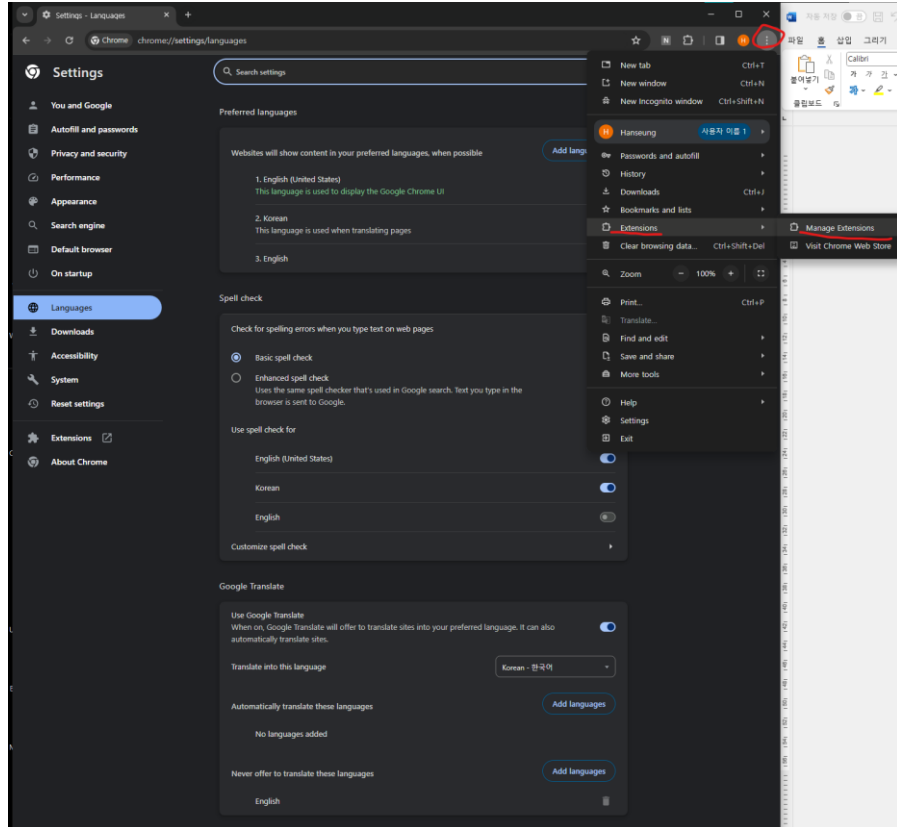 Settings - Languages
자동 저장
Chrome
chrome://settings/languages
N
H
파일 홈 삽입 그리기
Settings
Search settings
New tab Ctrl+T
New window Ctrl+N
New Incognito window Ctrl+Shift+N
Calibri
붙여넣기
가 가 간
클립보드
You and Google
Autofill and passwords
Privacy and security
Performance
Appearance
Search engine
Default browser
On startup
Languages
Downloads
Accessibility
System
Reset settings
Extensions
About Chrome
Preferred languages
Websites will show content in your preferred languages, when possible
Add langu
1. English (United States)
This language is used to display the Google Chrome UI
2. Korean
This language is used when translating pages
3. English
Spell check
Check for spelling errors when you type text on web pages
Basic spell check
Enhanced spell check
Uses the same spell checker that's used in Google search. Text you type in the
browser is sent to Google.
Use spell check for
English (United States)
Korean
English
Customize spell check
Google Translate
Use Google Translate
When on, Google Translate will offer to translate sites into your preferred language. It can also
automatically translate sites.
Translate into this language
Korean - 한국어
Automatically translate these languages
Add languages
No languages added
Never offer to translate these languages
Add languages
English
H Hanseung 사용자 이름 1
Passwords and autofill
History
Downloads Ctrl+J
Bookmarks and lists
Extensions
Clear browsing data... Ctrl+Shift+Del
Zoom − 100% +
Print... Ctrl+P
Translate...
Find and edit
Save and share
More tools
Help
Settings
Exit
Manage Extensions
Visit Chrome Web Store